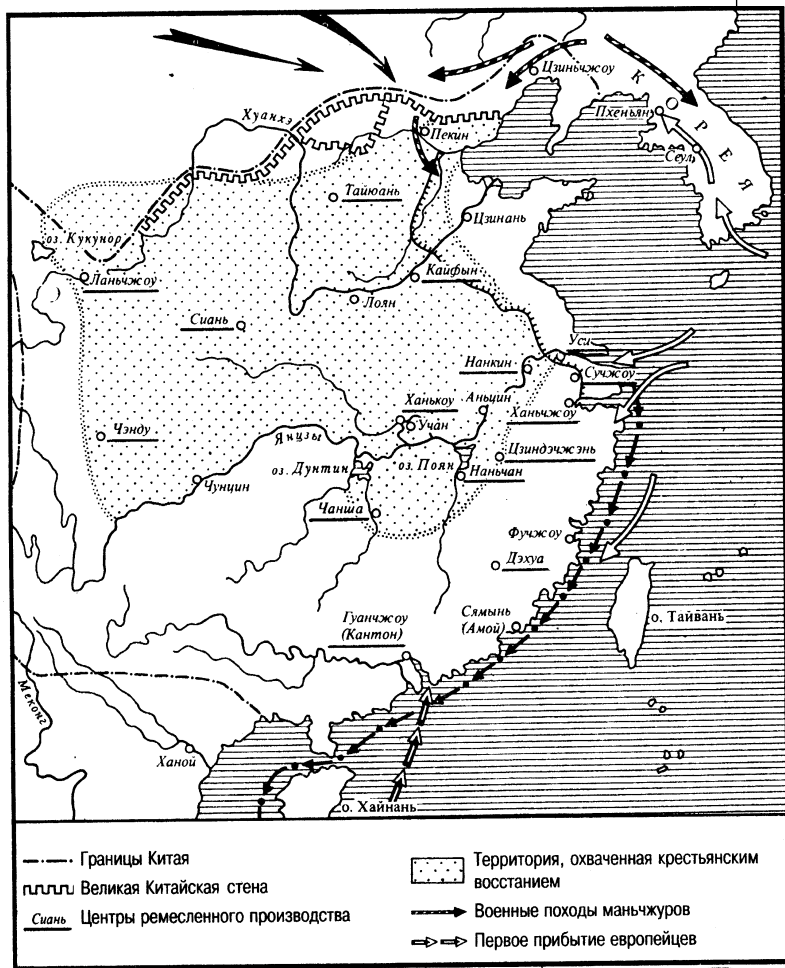 Цзиньчжоу
КОРЕЯ
Пхеньян
Сеул
Хуанхэ
Пекин
Тайюань
Цзинань
оз. Кукунор
Ланьчжоу
Кайфын
Лоян
Сиань
Уси
Нанкин
Сучжоу
Ханькоу
Аньцин
Ханьчжоу
Учан
Чэнду
Янцзы
оз. Дунтин
оз. Поян
Цзиндэчжэнь
Наньчан
Чунцин
Чанша
Фучжоу
Дэхуа
Гуанчжоу
(Кантон)
Сямынь
(Амой)
о. Тайвань
Меконг
Ханой
о. Хайнань
Границы Китая
Великая Китайская стена
Сиань Центры ремесленного производства
Территория, охваченная крестьянским
восстанием
Военные походы маньчжуров
Первое прибытие европейцев